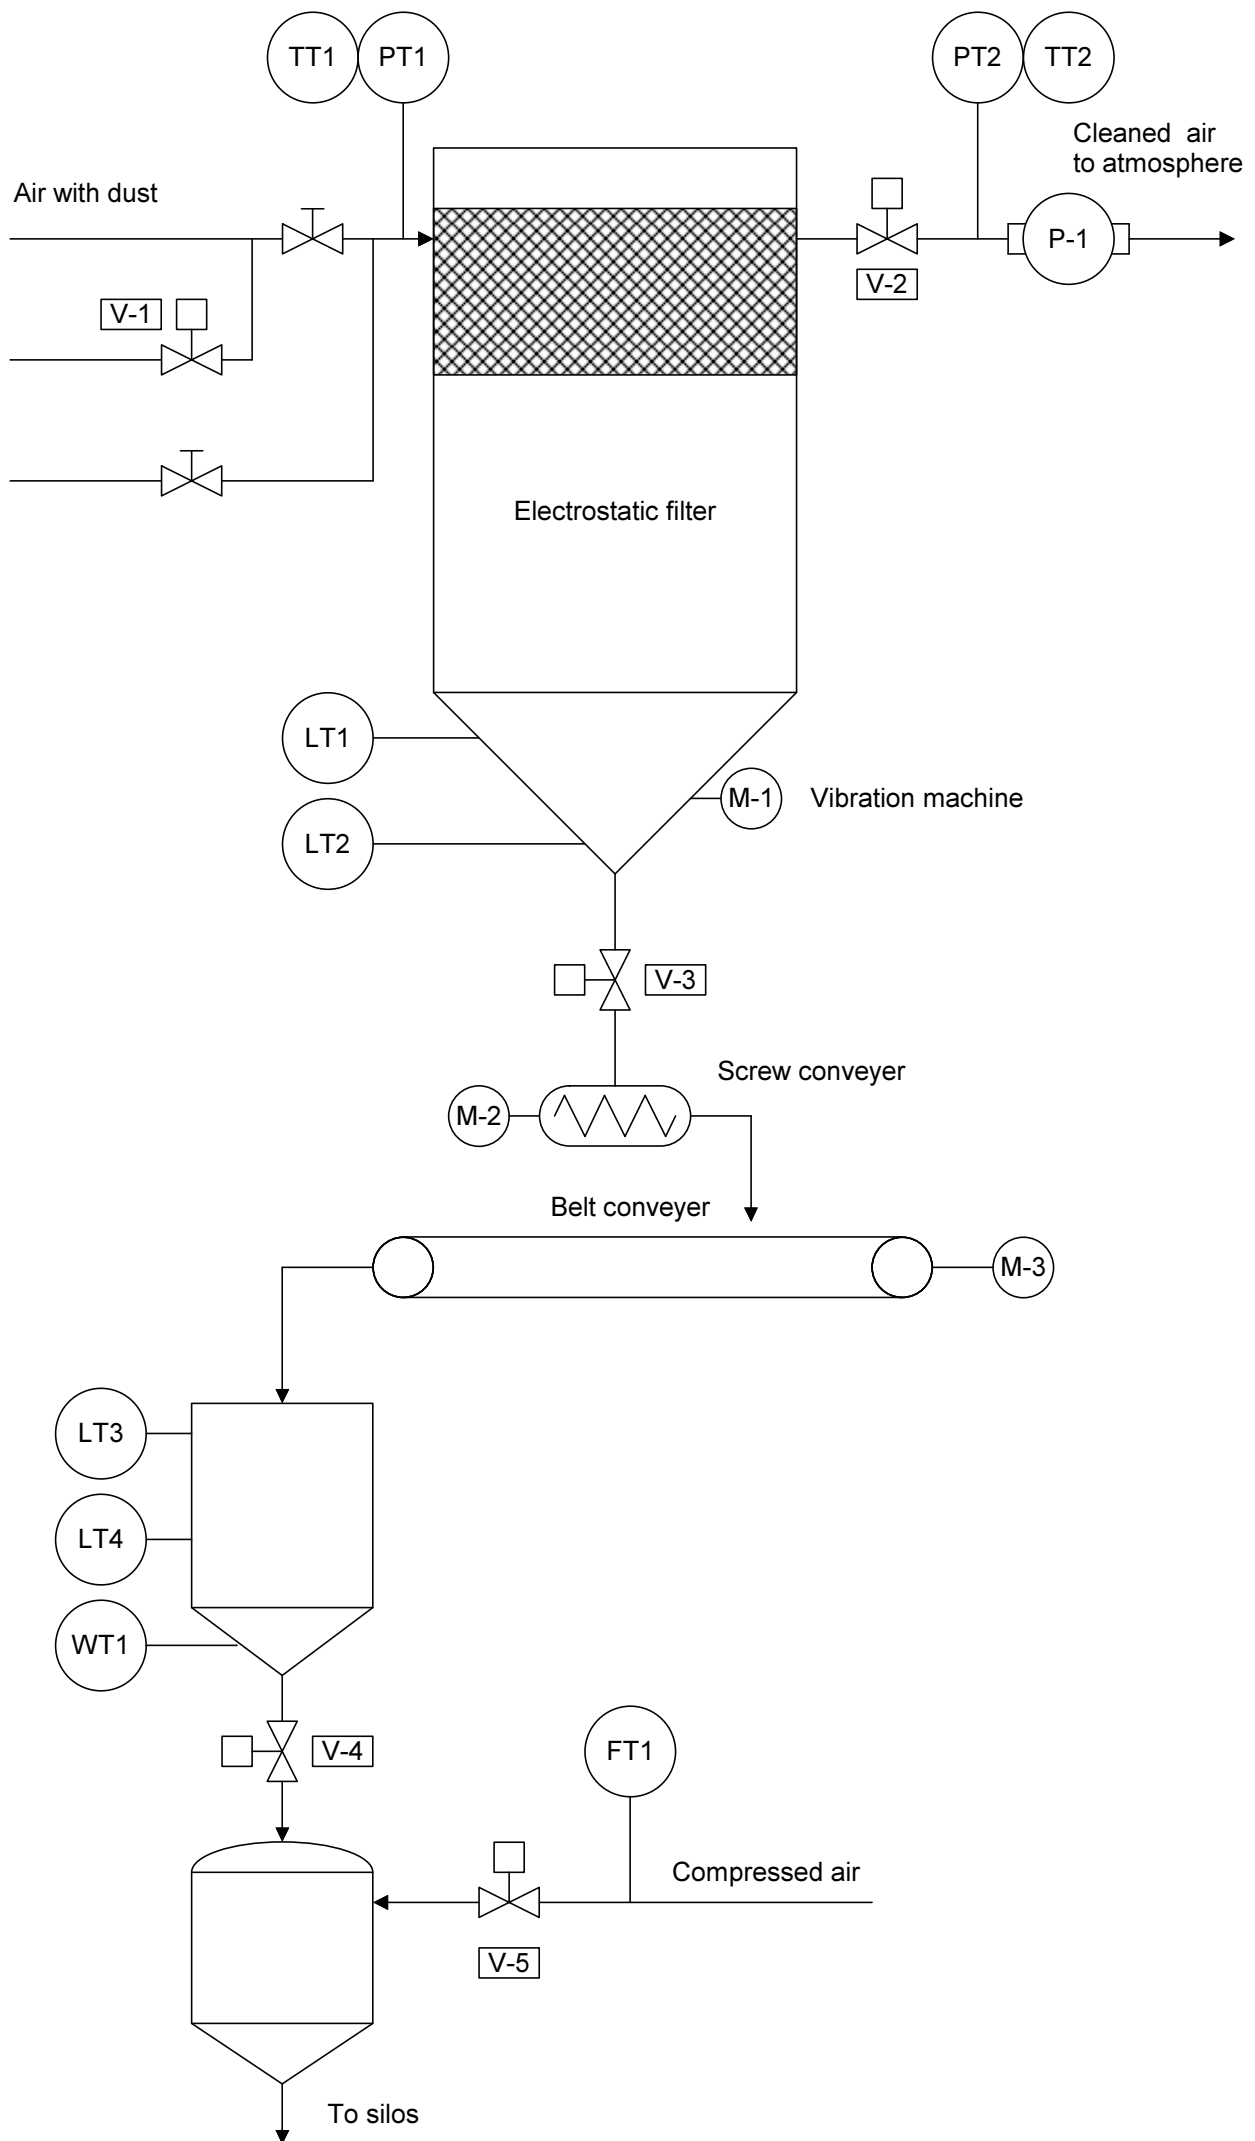 TT1
PT1
PT2
TT2
Cleaned air
to atmosphere
Air with dust
P-1
V-2
V-1
Electrostatic filter
LT1
M-1
Vibration machine
LT2
V-3
Screw conveyer
M-2
Belt conveyer
M-3
LT3
LT4
WT1
V-4
FT1
Compressed air
V-5
To silos